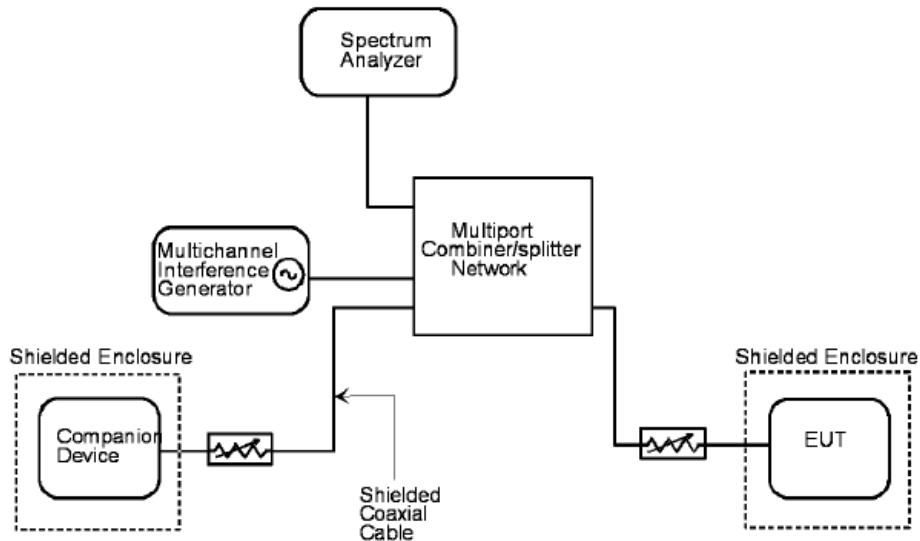 Spectrum
Analyzer
Multiport
Combiner/splitter
Network
Multichannel
Interference
Generator
Shielded Enclosure
Companion
Device
Shielded
Coaxial
Cable
Shielded Enclosure
EUT